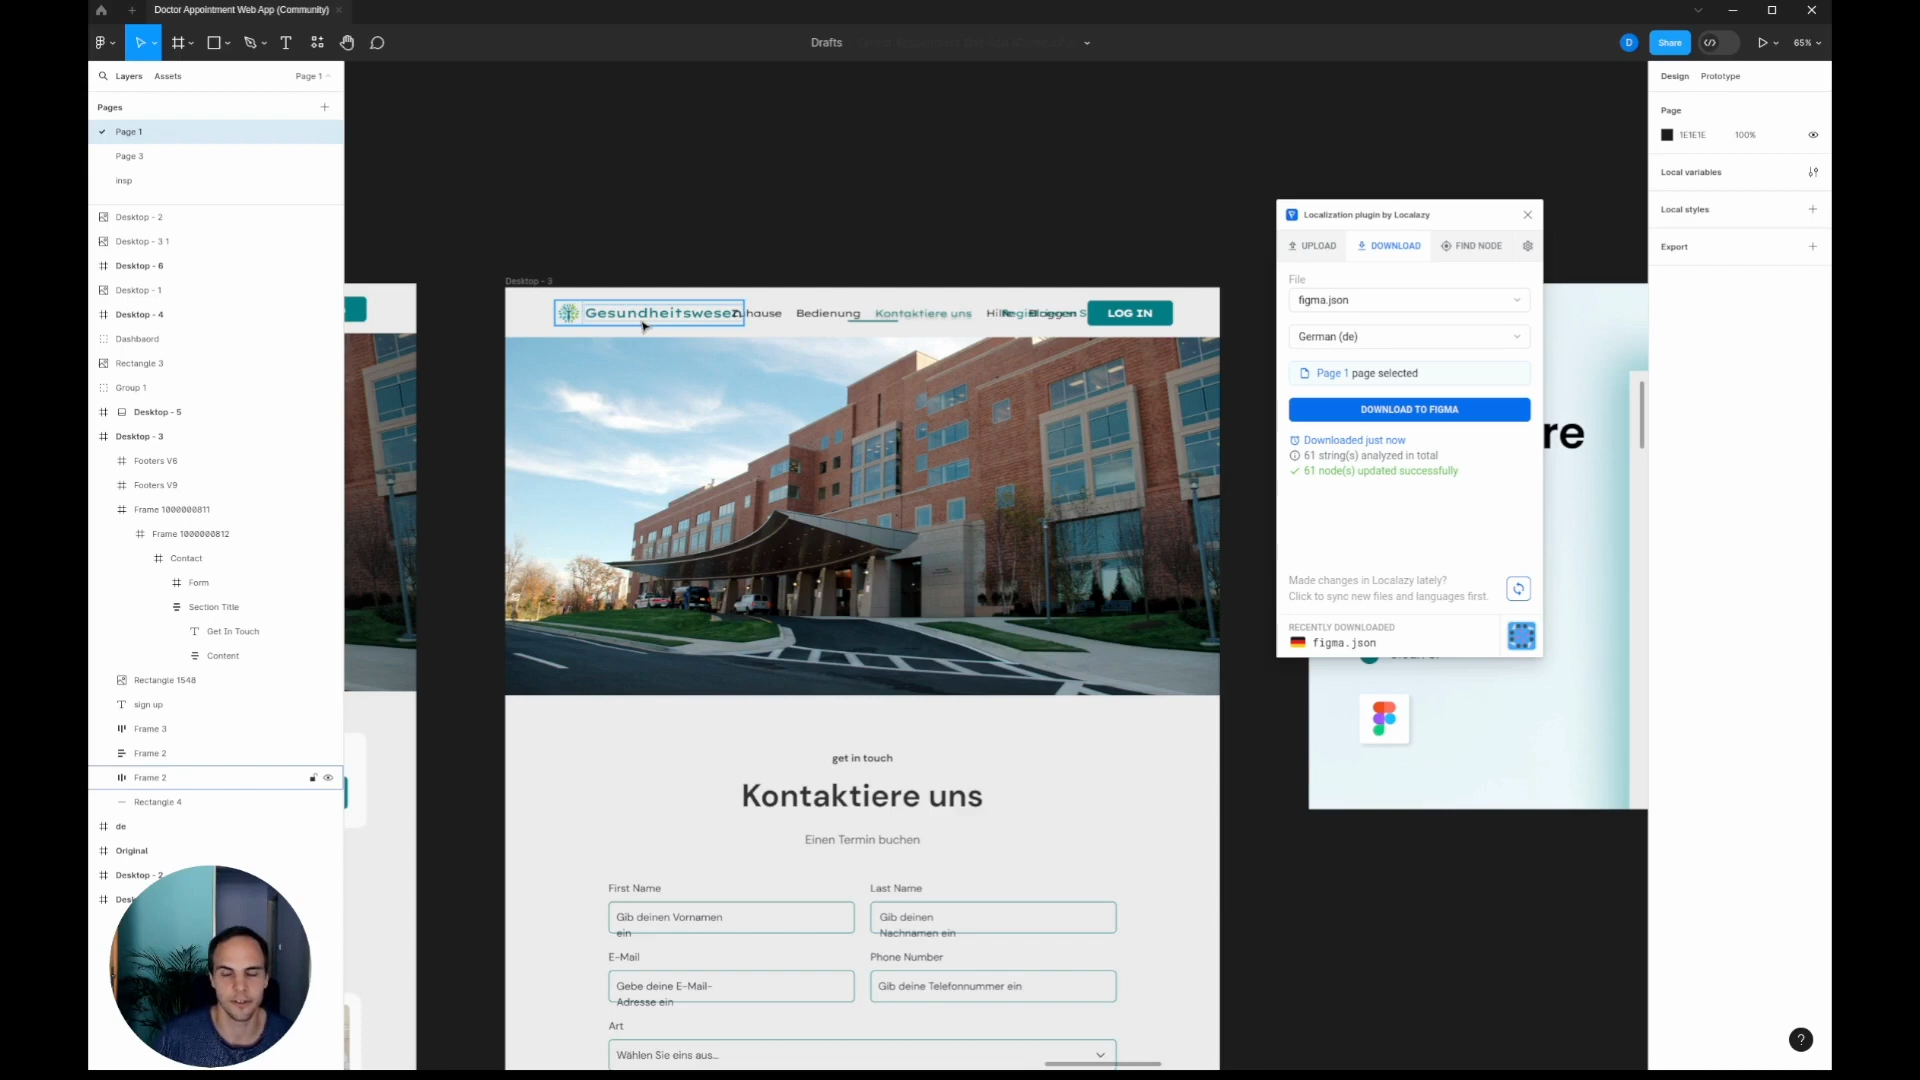 Doctor Appointment Web App (Community)
Drafts
D
Share
65%
Layers
Assets
Page 1
Pages
Page 1
Page 3
insp
Desktop - 2
Desktop - 3 1
Desktop - 6
Desktop - 1
Desktop - 4
Dashbaord
Rectangle 3
Group 1
Desktop - 5
Desktop - 3
Footers V6
Footers V9
Frame 1000000811
Frame 1000000812
Contact
Form
Section Title
Get In Touch
Content
Rectangle 1548
sign up
Frame 3
Frame 2
Frame 2
Rectangle 4
de
Original
Desktop - 2
Desktop - 3
Gesundheitswesen
Zuhause
Bedienung
Kontaktiere uns
LOG IN
get in touch
Kontaktiere uns
Einen Termin buchen
First Name
Last Name
Gib deinen Vornamen
ein
Gib deinen
Nachnamen ein
E-Mail
Phone Number
Gebe deine E-Mail-
Adresse ein
Gib deine Telefonnummer ein
Art
Wählen Sie eins aus...
Localization plugin by Localazy
UPLOAD
DOWNLOAD
FIND NODE
File
figma.json
German (de)
Page 1 page selected
DOWNLOAD TO FIGMA
Downloaded just now
61 string(s) analyzed in total
61 node(s) updated successfully
Made changes in Localazy lately?
Click to sync new files and languages first.
RECENTLY DOWNLOADED
figma.json
re
Design
Prototype
Page
1E1E1E
100%
Local variables
Local styles
Export
?